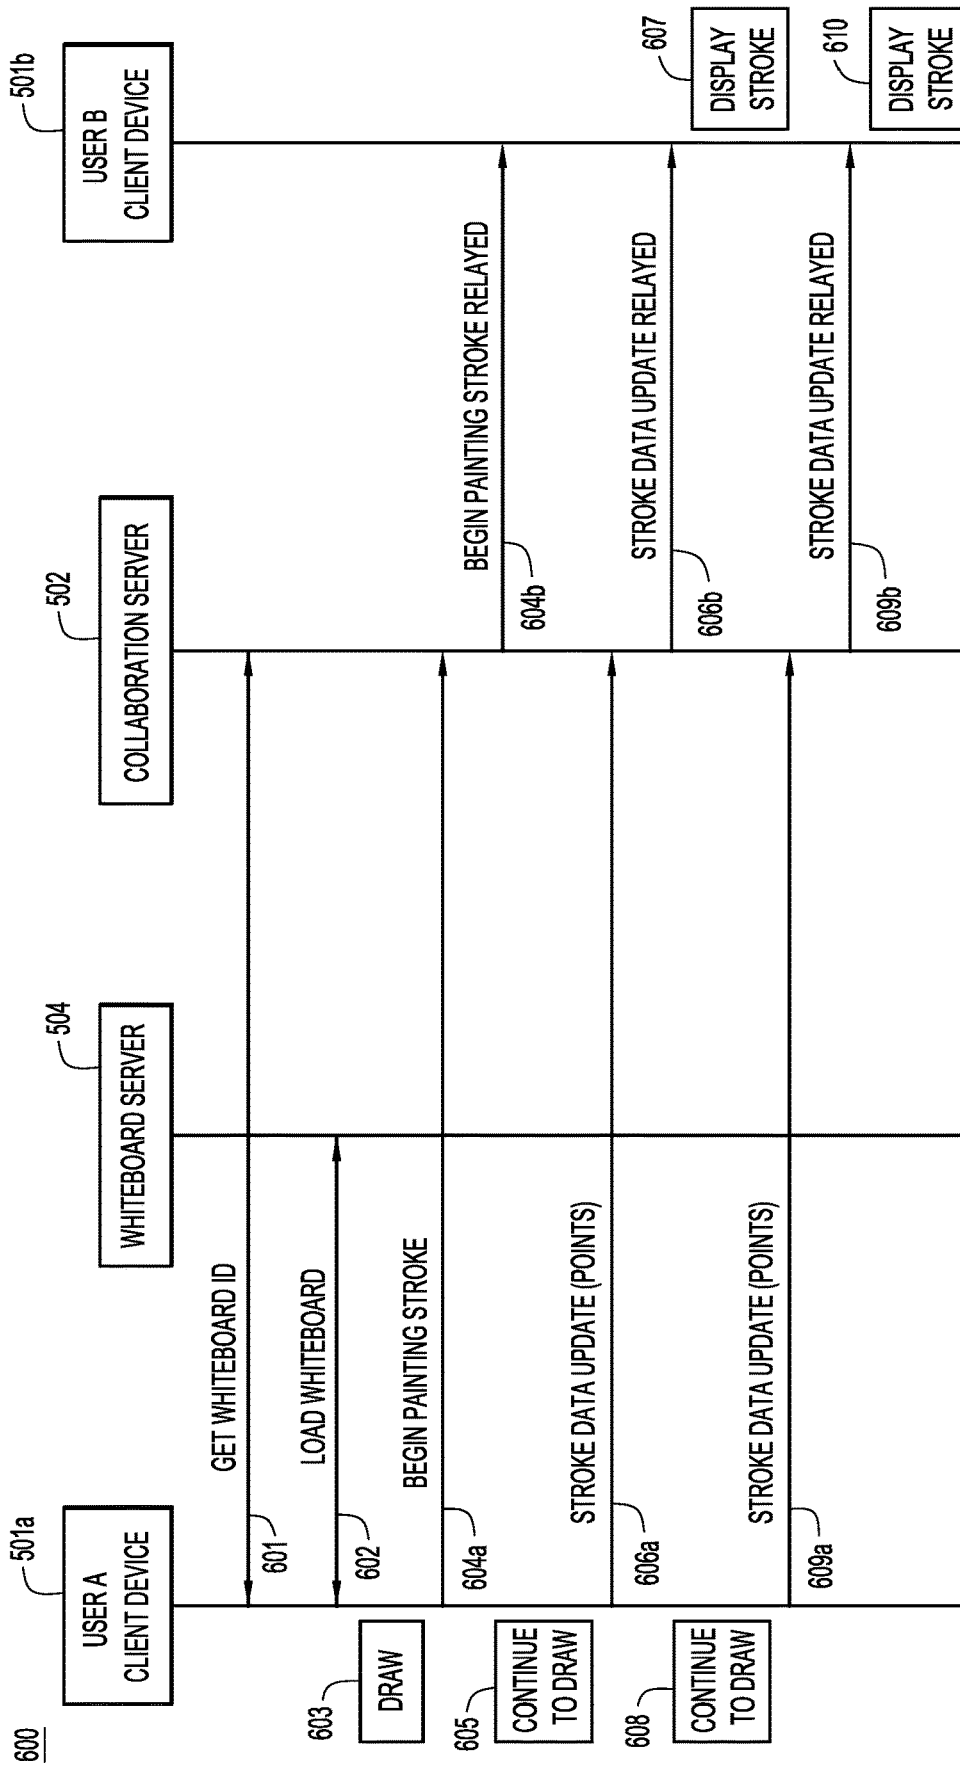 600
501a
USER A
CLIENT DEVICE
504
WHITEBOARD SERVER
502
COLLABORATION SERVER
501b
USER B
CLIENT DEVICE
GET WHITEBOARD ID
601
LOAD WHITEBOARD
602
603
DRAW
BEGIN PAINTING STROKE
604a
BEGIN PAINTING STROKE RELAYED
604b
605
CONTINUE
TO DRAW
STROKE DATA UPDATE (POINTS)
606a
STROKE DATA UPDATE RELAYED
606b
607
DISPLAY
STROKE
608
CONTINUE
TO DRAW
STROKE DATA UPDATE (POINTS)
609a
STROKE DATA UPDATE RELAYED
609b
610
DISPLAY
STROKE